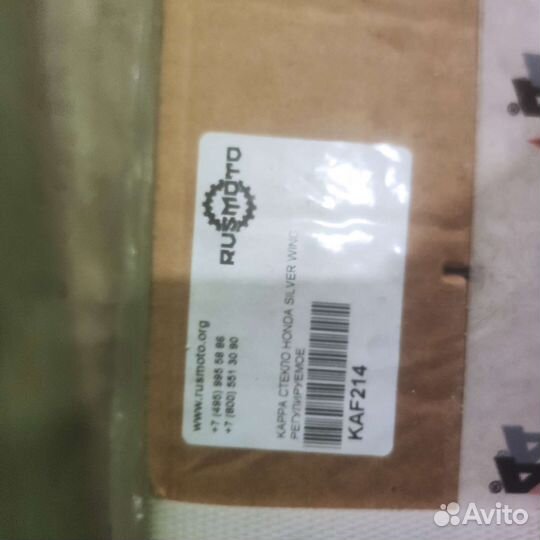 RUSMOTO
www.rusmoto.org
+7 (495) 995 58 86
+7 (800) 551 30 90
KAPPA СТЕКЛО HONDA SILVER WING
РЕГУЛИРУЕМОЕ
KAF214
Avito